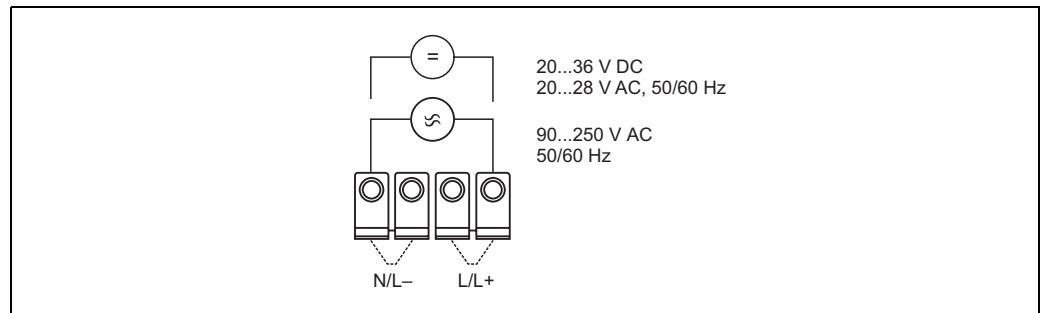 =
20...36 V DC
20...28 V AC, 50/60 Hz
90...250 V AC
50/60 Hz
N/L–
L/L+